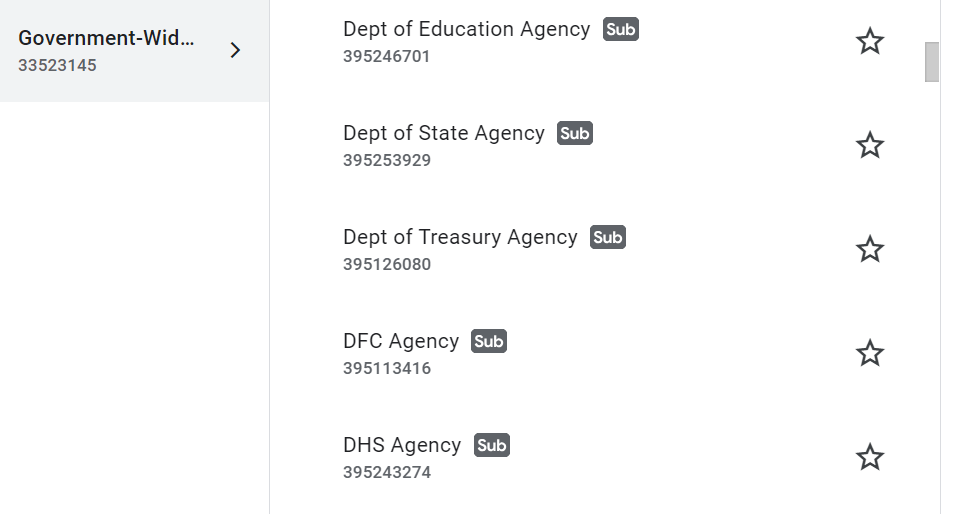 Government-Wid...
33523145
Dept of Education Agency Sub
395246701
Dept of State Agency Sub
395253929
Dept of Treasury Agency Sub
395126080
DFC Agency Sub
395113416
DHS Agency Sub
395243274